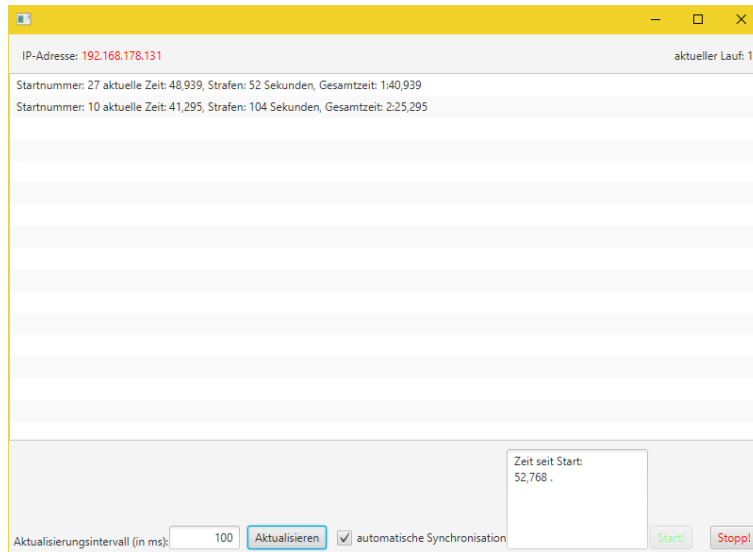 IP-Adresse: 192.168.178.131 aktueller Lauf: 1
Startnummer: 27 aktuelle Zeit: 48,939, Strafen: 52 Sekunden, Gesamtzeit: 1:40,939
Startnummer: 10 aktuelle Zeit: 41,295, Strafen: 104 Sekunden, Gesamtzeit: 2:25,295
Zeit seit Start:
52,768 .
Aktualisierungsintervall (in ms): 100 Aktualisieren automatische Synchronisation Start! Stopp!